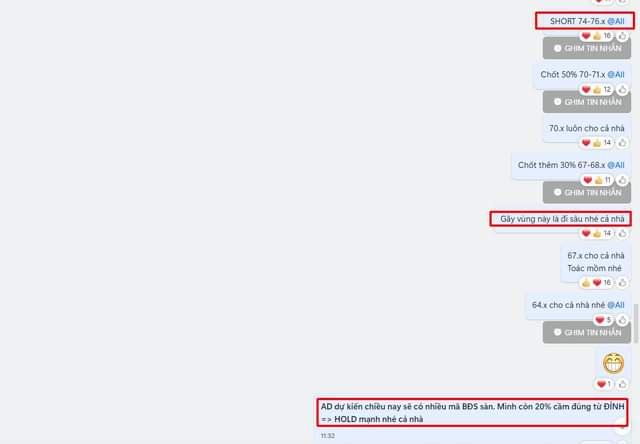 SHORT 74-76.x @All
16
GHIM TIN NHẮN
Chốt 50% 70-71.x @All
12
GHIM TIN NHẮN
70.x luôn cho cả nhà
14
Chốt thêm 30% 67-68.x @All
11
GHIM TIN NHẮN
Gãy vùng này là đi sâu nhé cả nhà
14
67.x cho cả nhà
Toác mồm nhé
16
64.x cho cả nhà nhé @All
5
GHIM TIN NHẮN
1
AD dự kiến chiều nay sẽ có nhiều mã BĐS sàn. Mình còn 20% cầm đúng từ ĐỈNH
=> HOLD mạnh nhé cả nhà
11:32